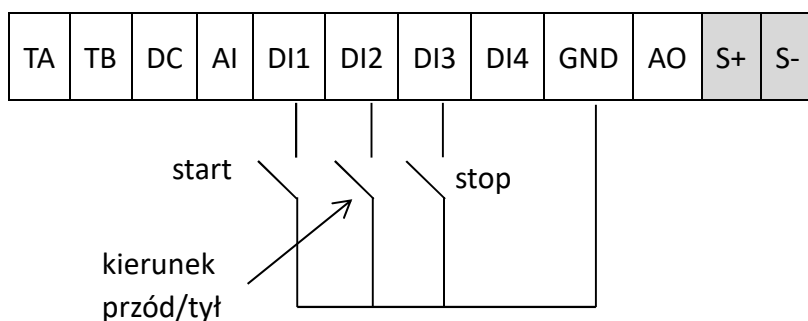 TA TB DC AI DI1 DI2 DI3 DI4 GND AO S+ S-
start
stop
kierunek
przód/tył